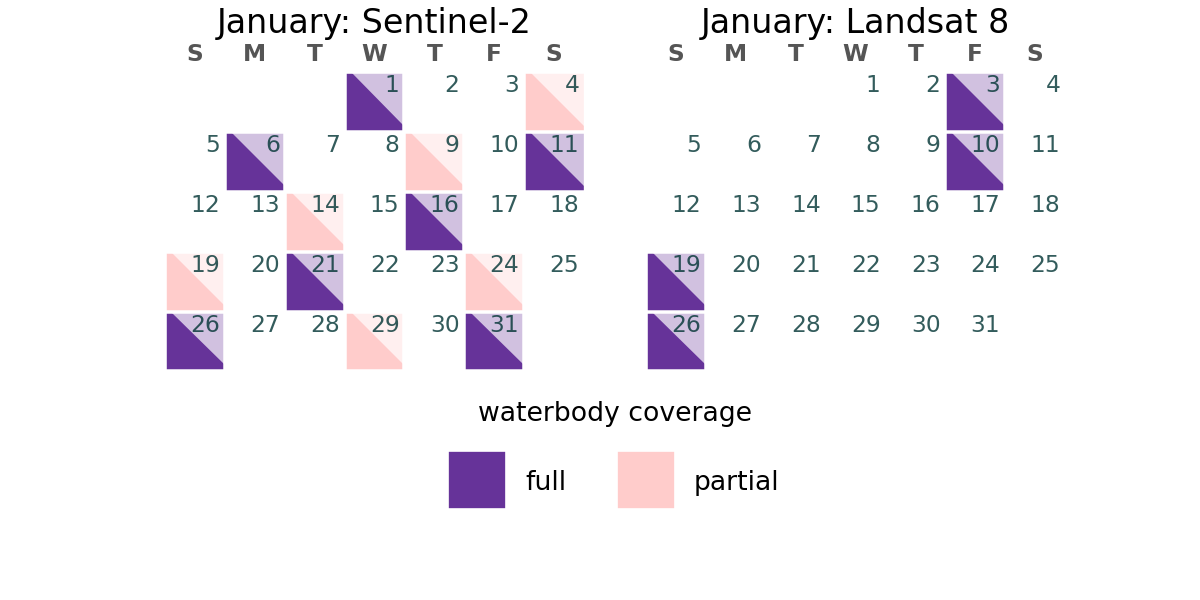 January: Sentinel-2
S M T W T F S
1 2 3 4
5 6 7 8 9 10 11
12 13 14 15 16 17 18
19 20 21 22 23 24 25
26 27 28 29 30 31
January: Landsat 8
S M T W T F S
1 2 3 4
5 6 7 8 9 10 11
12 13 14 15 16 17 18
19 20 21 22 23 24 25
26 27 28 29 30 31
waterbody coverage
full
partial